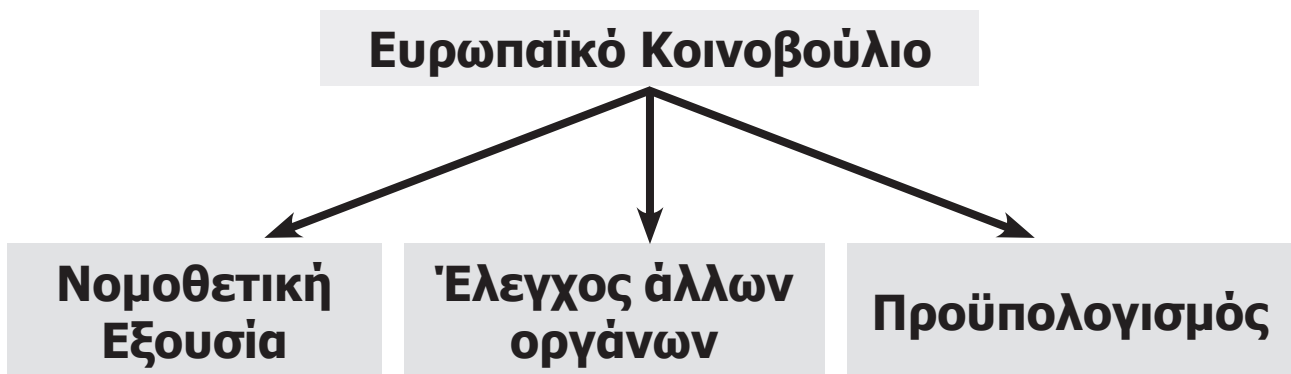 Ευρωπαϊκό Κοινοβούλιο
Νομοθετική
Εξουσία
Έλεγχος άλλων
οργάνων
Προϋπολογισμός